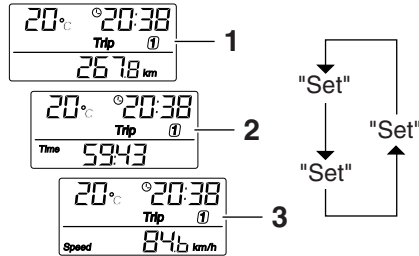 20°C 20:38
Trip 1
267.8 km
1
20°C 20:38
Trip 1
Time 59:43
2
20°C 20:38
Trip 1
Speed 84.6 km/h
3
"Set"
"Set"
"Set"